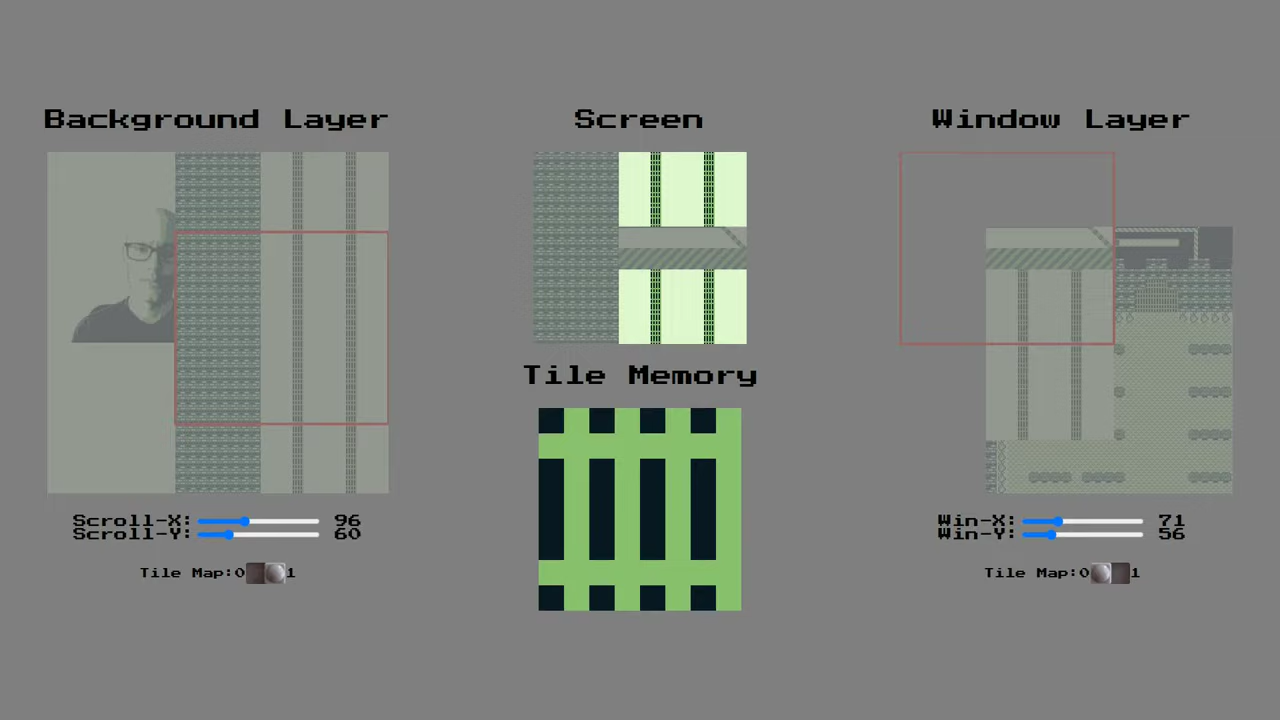 Background Layer
Screen
Window Layer
Tile Memory
Scroll-X: 96
Scroll-Y: 60
Tile Map:0 1
Win-X: 71
Win-Y: 56
Tile Map:0 1